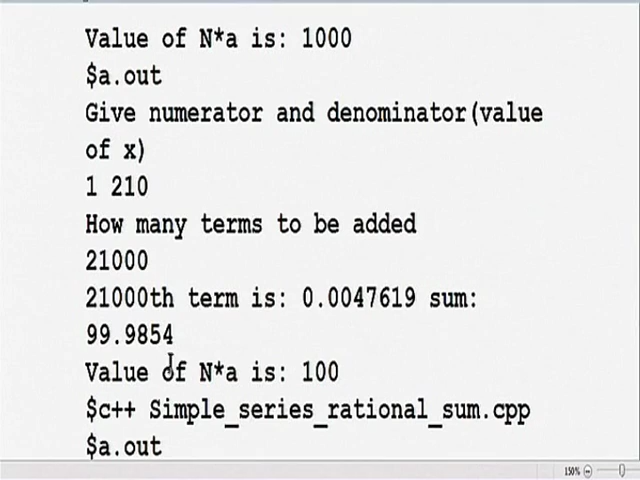 Value of N*a is: 1000
$a.out
Give numerator and denominator(value
of x)
1 210
How many terms to be added
21000
21000th term is: 0.0047619 sum:
99.9854
Value of N*a is: 100
$c++ Simple_series_rational_sum.cpp
$a.out
150%